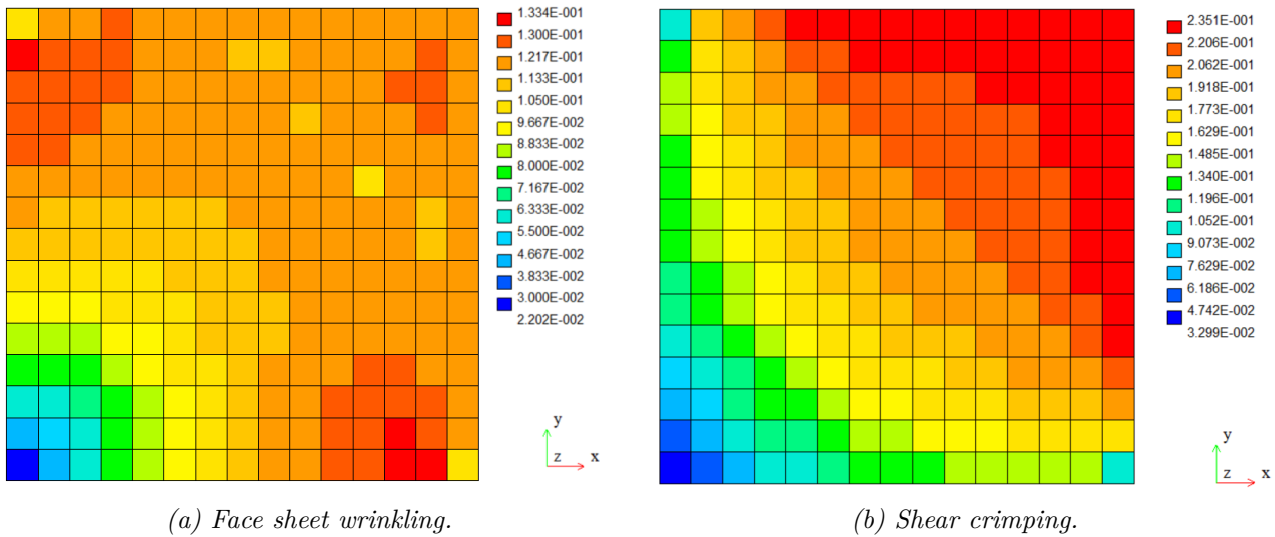 1.334E-001
1.300E-001
1.217E-001
1.133E-001
1.050E-001
9.667E-002
8.833E-002
8.000E-002
7.167E-002
6.333E-002
5.500E-002
4.667E-002
3.833E-002
3.000E-002
2.202E-002
y
z
x
(a) Face sheet wrinkling.
2.351E-001
2.206E-001
2.062E-001
1.918E-001
1.773E-001
1.629E-001
1.485E-001
1.340E-001
1.196E-001
1.052E-001
9.073E-002
7.629E-002
6.186E-002
4.742E-002
3.299E-002
y
z
x
(b) Shear crimping.